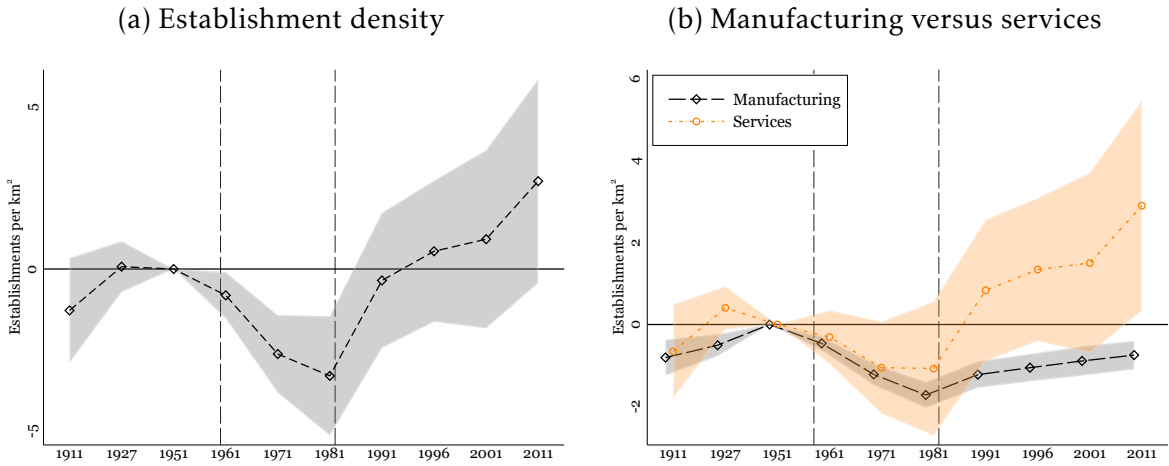 (a) Establishment density
5
0
-5
Establishments per km²
1911 1927 1951 1961 1971 1981 1991 1996 2001 2011
(b) Manufacturing versus services
6
4
2
0
-2
Establishments per km²
Manufacturing
Services
1911 1927 1951 1961 1971 1981 1991 1996 2001 2011